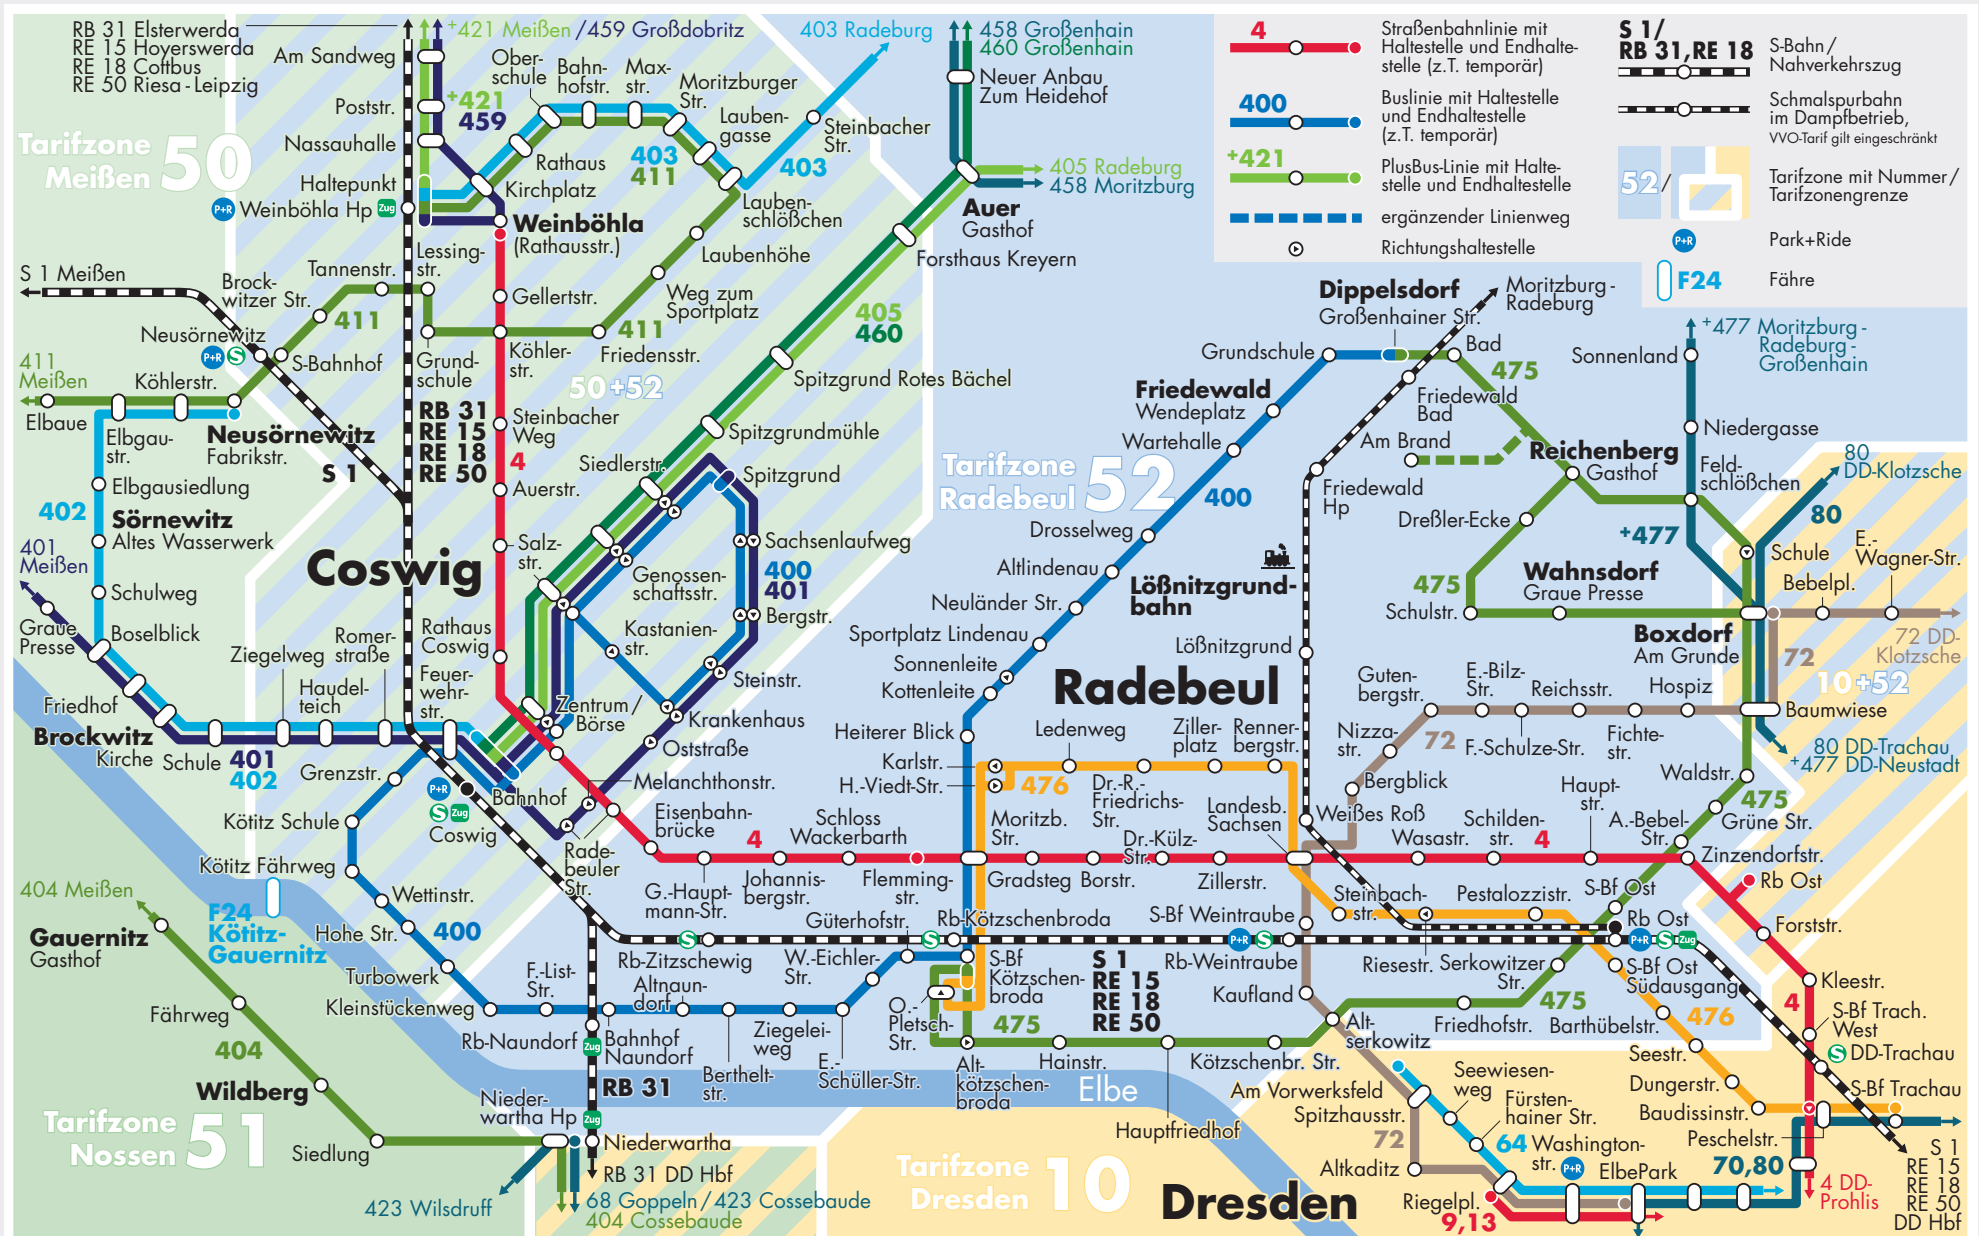 RB 31 Elsterwerda
RE 15 Hoyerswerda
RE 18 Cottbus
RE 50 Riesa - Leipzig
Am Sandweg
Poststr.
Nassauhalle
Haltepunkt
P+R Weinböhla Hp Zug
+421 Meißen / 459 Großdobritz
+421
459
Ober-
schule
Bahn-
hofstr.
Max-
str.
Moritzburger
Str.
Lauben-
gasse
403 Radeburg
Steinbacher
Str.
403
411
403
Rathaus
Kirchplatz
Weinböhla
(Rathausstr.)
Lauben-
schlößchen
Laubenhöhe
Weg zum
Sportplatz
Tarifzone
Meißen 50
458 Großenhain
460 Großenhain
Neuer Anbau
Zum Heidehof
405 Radeburg
458 Moritzburg
Auer
Gasthof
Forsthaus Kreyern
4
Straßenbahnlinie mit
Haltestelle und Endhalte-
stelle (z.T. temporär)
400
Buslinie mit Haltestelle
und Endhaltestelle
(z.T. temporär)
+421
PlusBus-Linie mit Halte-
stelle und Endhaltestelle
ergänzender Linienweg
Richtungshaltestelle
S 1/
RB 31, RE 18
S-Bahn/
Nahverkehrszug
Schmalspurbahn
im Dampfbetrieb,
VVO-Tarif gilt eingeschränkt
52/
Tarifzone mit Nummer/
Tarifzonengrenze
P+R
Park+Ride
F24
Fähre
S 1 Meißen
Brock-
witzer Str.
Tannenstr.
Lessing-
str.
Gellertstr.
411
Neusörnewitz
P+R S
S-Bahnhof
Grund-
schule
Köhler-
str.
Friedensstr.
411
50+52
411
Meißen
Köhlerstr.
Elbaue
Elbgau-
str.
Neusörnewitz
Fabrikstr.
S 1
RB 31
RE 15
RE 18
RE 50
Steinbacher
Weg
4
Auerstr.
Siedlerstr.
405
460
Spitzgrund Rotes Bächel
Spitzgrundmühle
Spitzgrund
Elbgausiedlung
402
Sörnewitz
Altes Wasserwerk
401
Meißen
Schulweg
Graue
Presse
Boselblick
Coswig
Salz-
str.
Genossen-
schaftsstr.
Sachsenlaufweg
400
401
Bergstr.
Kastanien-
str.
Steinstr.
Krankenhaus
Oststraße
Zentrum/
Börse
Rathaus
Coswig
Feuer-
wehr-
str.
Romer-
straße
Ziegelweg
Haudel-
teich
Friedhof
Brockwitz
Kirche
Schule
401
402
Grenzstr.
P+R
S Zug
Coswig
Bahnhof
Melanchthonstr.
Eisenbahn-
brücke
Rade-
beuler
Str.
Kötitz Schule
Kötitz Fährweg
F24
Kötitz-
Gauernitz
Wettinstr.
Hohe Str.
400
Turbowerk
Kleinstückenweg
404 Meißen
Gauernitz
Gasthof
Fährweg
404
Wildberg
Siedlung
Tarifzone
Nossen 51
Nieder-
wartha Hp
Zug
Niederwartha
RB 31 DD Hbf
423 Wilsdruff
68 Goppeln / 423 Cossebaude
404 Cossebaude
F.-List-
Str.
Rb-Naundorf
Zug
Bahnhof
Naundorf
RB 31
Altnaun-
dorf
Berthelt-
str.
Ziegelei-
weg
E.-
Schüller-Str.
W.-Eichler-
Str.
Güterhofstr.
Rb-Zitzschewig
S
S
Rb-Kötzschenbroda
G.-Haupt-
mann-Str.
4
Johannis-
bergstr.
Schloss
Wackerbarth
Flemming-
str.
Tarifzone
Radebeul 52
Dippelsdorf
Großenhainer Str.
Moritzburg -
Radeburg
Grundschule
Bad
475
Friedewald
Wendeplatz
Friedewald
Bad
Wartehalle
Am Brand
400
Friedewald
Hp
Reichenberg
Gasthof
Dreßler-Ecke
Drosselweg
Altlindenau
Lößnitzgrund-
bahn
Neuländer Str.
Sportplatz Lindenau
Sonnenleite
Kottenleite
Heiterer Blick
Karlstr.
H.-Viedt-Str.
Lößnitzgrund
Radebeul
Sonnenland
+477 Moritzburg -
Radeburg -
Großenhain
Niedergasse
Feld-
schlößchen
+477
80
DD-Klotzsche
80
Schule
E.-
Wagner-Str.
Bebelpl.
475
Wahnsdorf
Graue Presse
Schulstr.
Boxdorf
Am Grunde
72
72 DD-
Klotzsche
10+52
Baumwiese
80 DD-Trachau
+477 DD-Neustadt
Guten-
bergstr.
E.-Bilz-
Str.
Reichsstr.
Hospiz
Nizza-
str.
72
F.-Schulze-Str.
Fichte-
str.
Waldstr.
475
Grüne Str.
Bergblick
Ledenweg
Ziller-
platz
Renner-
bergstr.
476
Moritzb.
Str.
Dr.-R.-
Friedrichs-
Str.
Dr.-Külz-
Str.
Landesb.
Sachsen
Weißes Roß
Wasastr.
Schilden-
str.
Haupt-
str.
4
A.-Bebel-
Str.
Zinzendorfstr.
Rb Ost
Gradsteg
Borstr.
Zillerstr.
Steinbach-
str.
Pestalozzistr.
S-Bf Ost
Rb Ost
P+R S Zug
Forststr.
S-Bf Weintraube
P+R S
Rb-Weintraube
Riesestr.
Serkowitzer
Str.
S-Bf Ost
Südausgang
475
476
Kleestr.
4
S-Bf Trach.
West
S DD-Trachau
S-Bf Trachau
S-Bf
Kötzschen-
broda
S 1
RE 15
RE 18
RE 50
O.-
Pletsch-
Str.
475
Kaufland
Alt-
serkowitz
Friedhofstr.
Barthübelstr.
Alt-
kötzschen-
broda
Hainstr.
Kötzschenbr. Str.
Hauptfriedhof
Elbe
Seestr.
Dungerstr.
Baudissinstr.
Peschelstr.
Am Vorwerksfeld
Spitzhausstr.
Seewiesen-
weg
Fürsten-
hainer Str.
64
Washington-
str.
P+R
ElbePark
72
Altkaditz
Riegelpl.
9,13
70,80
4 DD-
Prohlis
S 1
RE 15
RE 18
RE 50
DD Hbf
Tarifzone
Dresden 10
Dresden